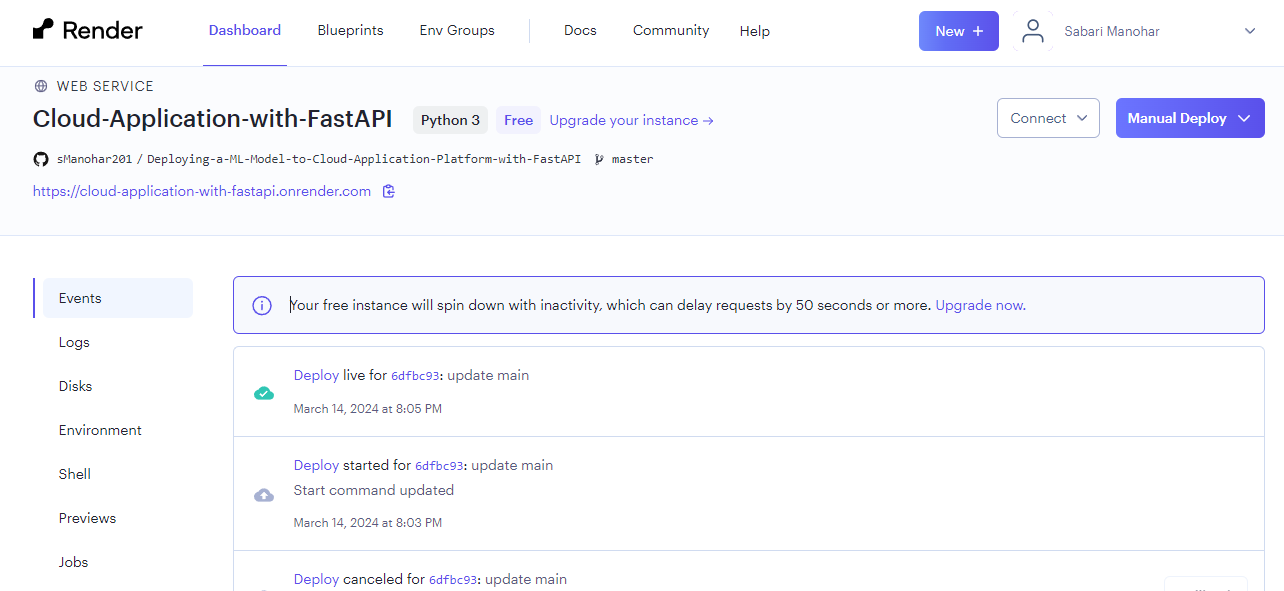 Render Dashboard Blueprints Env Groups Docs Community Help New + Sabari Manohar
WEB SERVICE
Cloud-Application-with-FastAPI Python 3 Free Upgrade your instance → Connect Manual Deploy
sManohar201 / Deploying-a-ML-Model-to-Cloud-Application-Platform-with-FastAPI master
https://cloud-application-with-fastapi.onrender.com
Events
Logs
Disks
Environment
Shell
Previews
Jobs
Your free instance will spin down with inactivity, which can delay requests by 50 seconds or more. Upgrade now.
Deploy live for 6dfbc93: update main
March 14, 2024 at 8:05 PM
Deploy started for 6dfbc93: update main
Start command updated
March 14, 2024 at 8:03 PM
Deploy canceled for 6dfbc93: update main